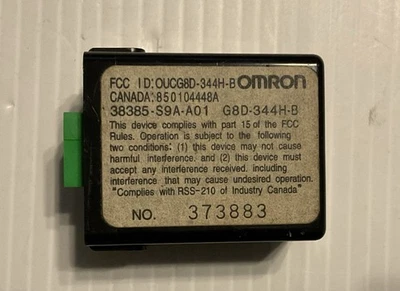 FCC ID:OUCG8D-344H-B OMRON
CANADA:850104448A
38385-S9A-A01 G8D-344H-B
This device complies with part 15 of the FCC
Rules. Operation is subject to the following
two conditions: (1) this device may not cause
harmful interference, and (2) this device must
accept any interference received, including
interference that may cause undesired operation.
"Complies with RSS-210 of Industry Canada"
NO. 373883